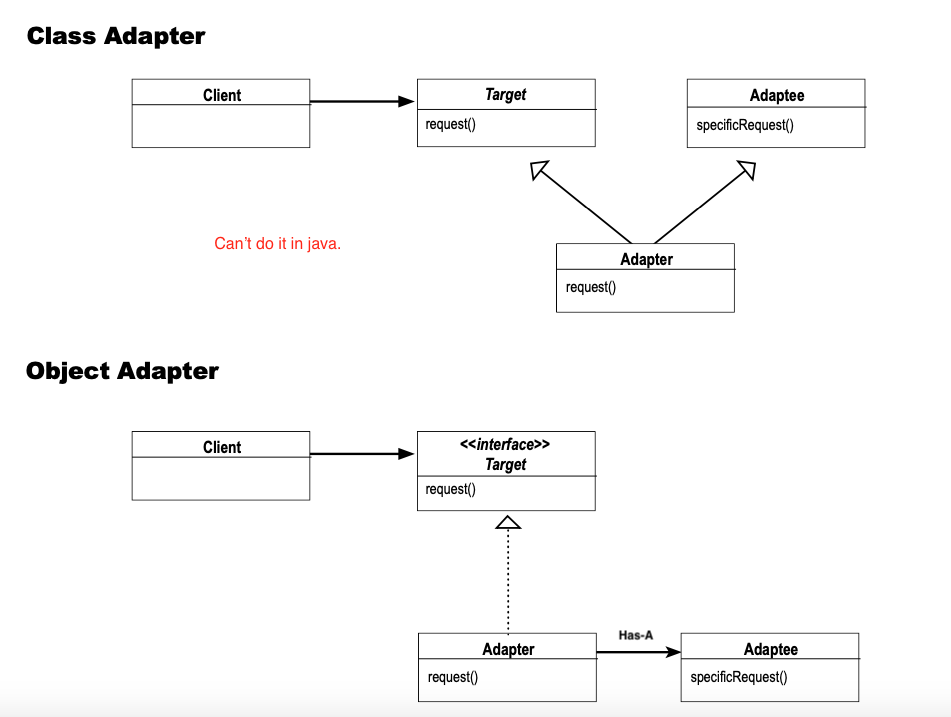 Class Adapter
Client
Target
request()
Adaptee
specificRequest()
Can't do it in java.
Adapter
request()
Object Adapter
Client
<<interface>>
Target
request()
Adapter
request()
Has-A
Adaptee
specificRequest()